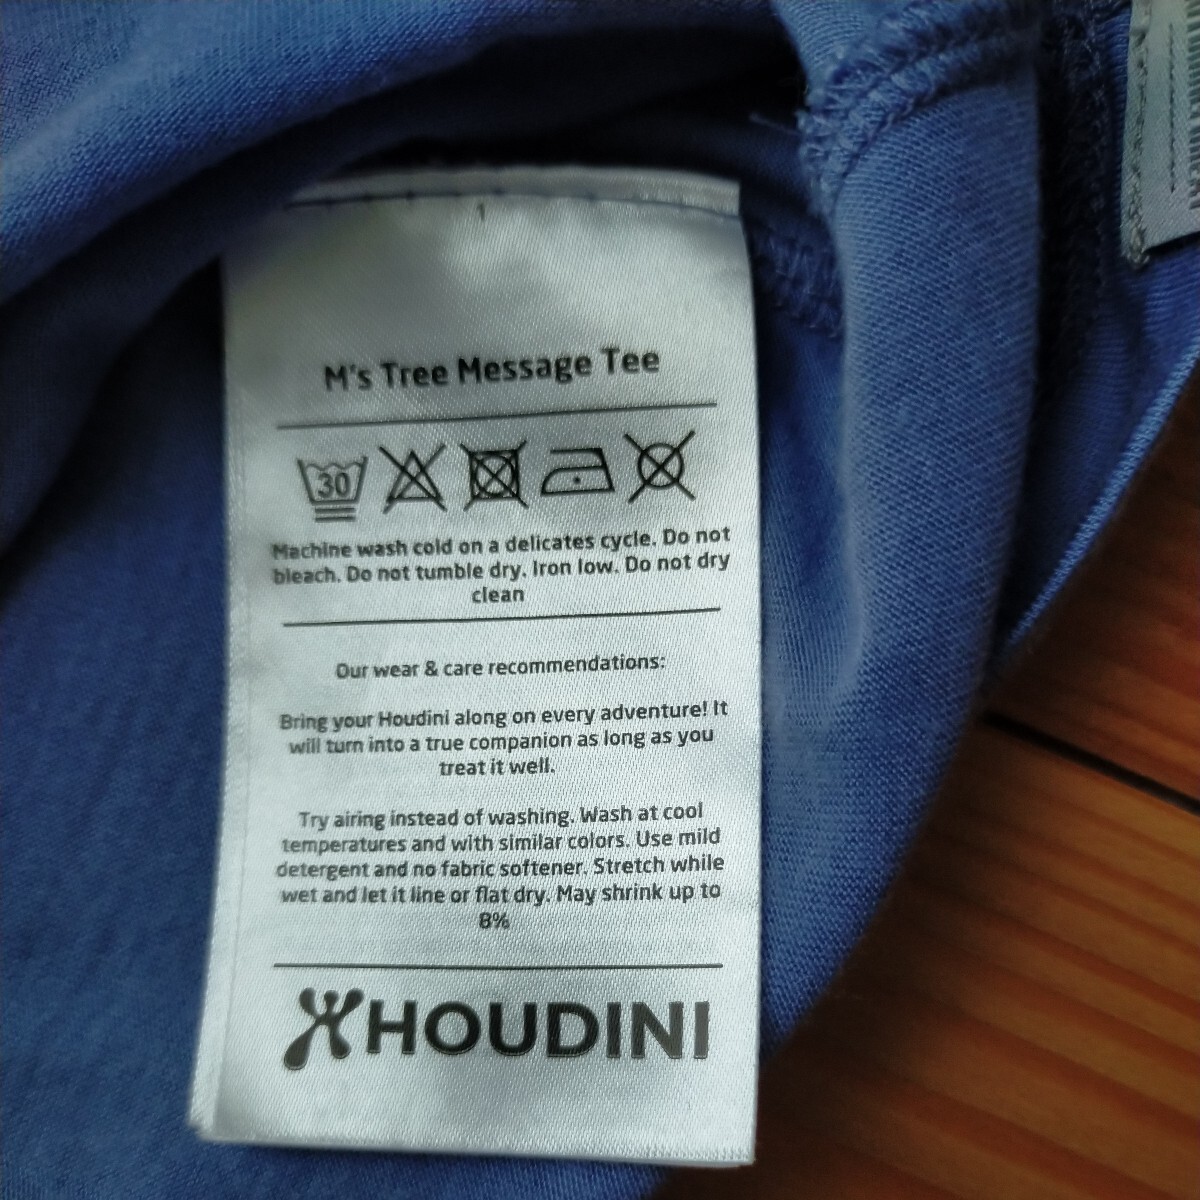 M's Tree Message Tee
30
Machine wash cold on a delicates cycle. Do not
bleach. Do not tumble dry. Iron low. Do not dry
clean
Our wear & care recommendations:
Bring your Houdini along on every adventure! It
will turn into a true companion as long as you
treat it well.
Try airing instead of washing. Wash at cool
temperatures and with similar colors. Use mild
detergent and no fabric softener. Stretch while
wet and let it line or flat dry. May shrink up to
8%
HOUDINI